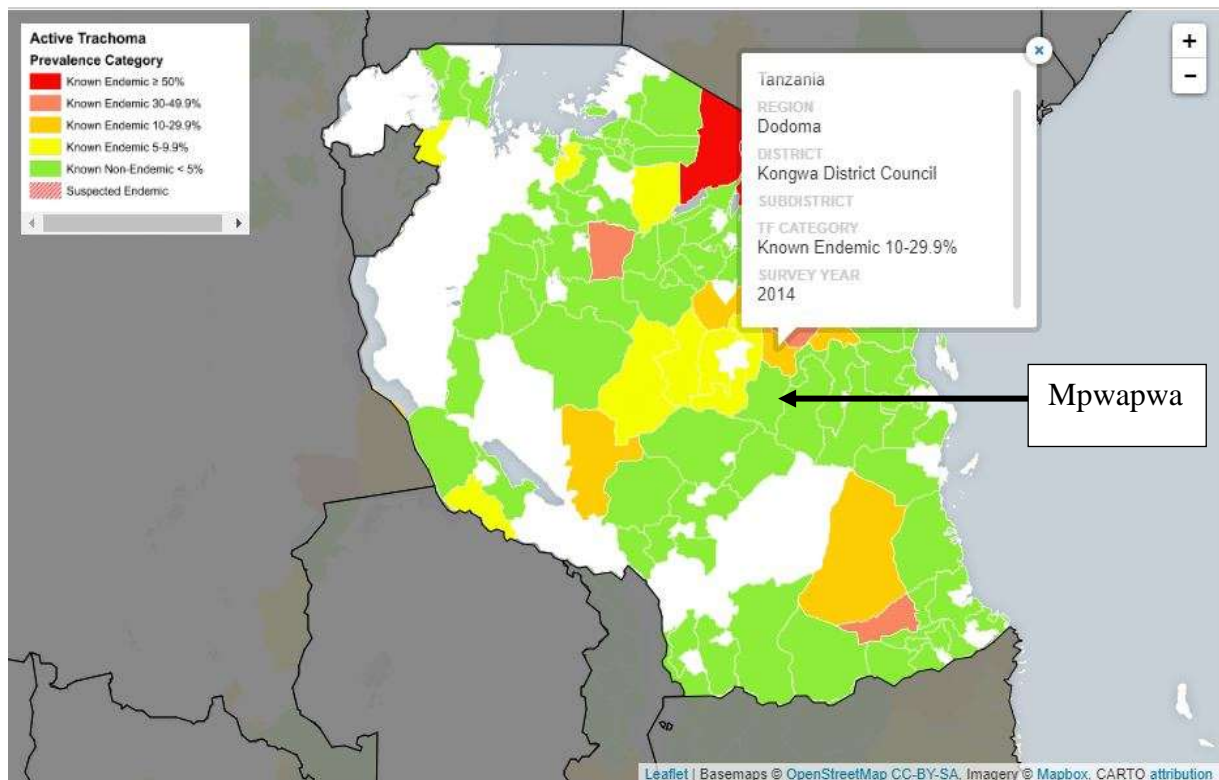 Active Trachoma
Prevalence Category
Known Endemic ≥ 50%
Known Endemic 30-49.9%
Known Endemic 10-29.9%
Known Endemic 5-9.9%
Known Non-Endemic < 5%
Suspected Endemic
Tanzania
REGION
Dodoma
DISTRICT
Kongwa District Council
SUBDISTRICT
TF CATEGORY
Known Endemic 10-29.9%
SURVEY YEAR
2014
×
+
−
Mpwapwa
Leaflet | Basemaps © OpenStreetMap CC-BY-SA, Imagery © Mapbox, CARTO attribution